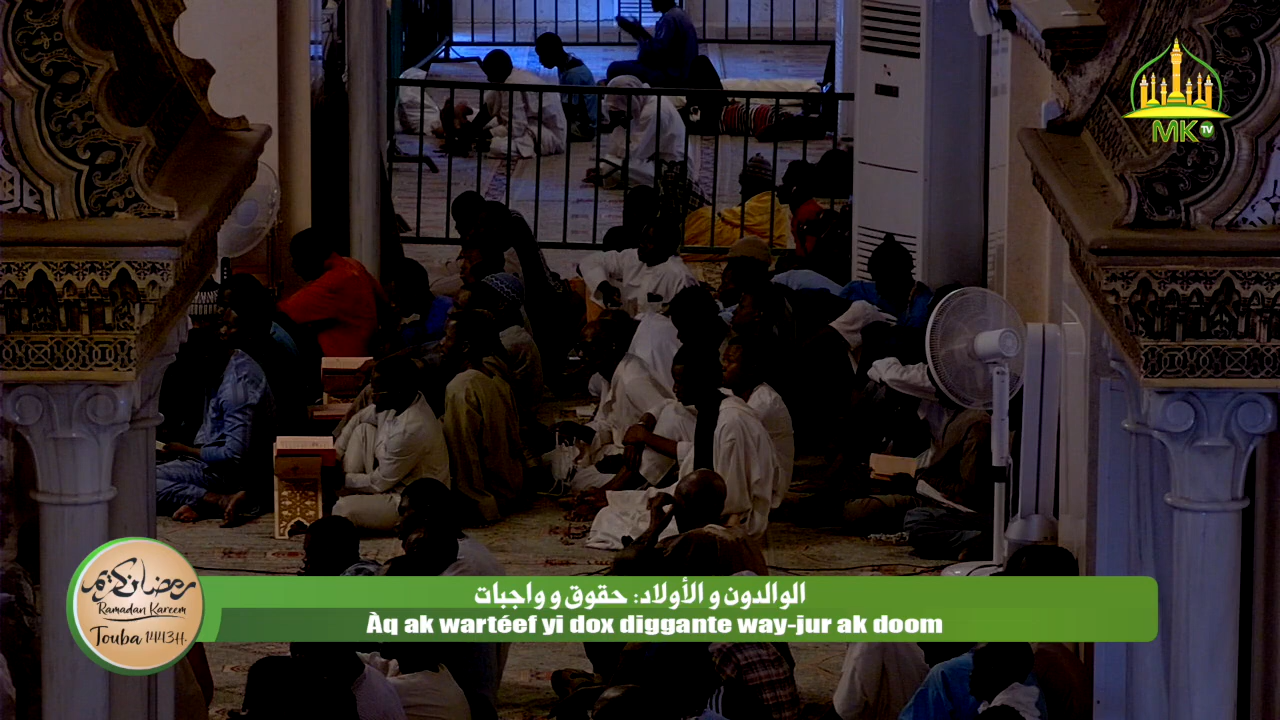 MK TV
الوالدون و الأولاد: حقوق و واجبات
Àq ak wartéef yi dox diggante way-jur ak doom
رمضان كريم
Ramadan Kareem
Touba 1443H.